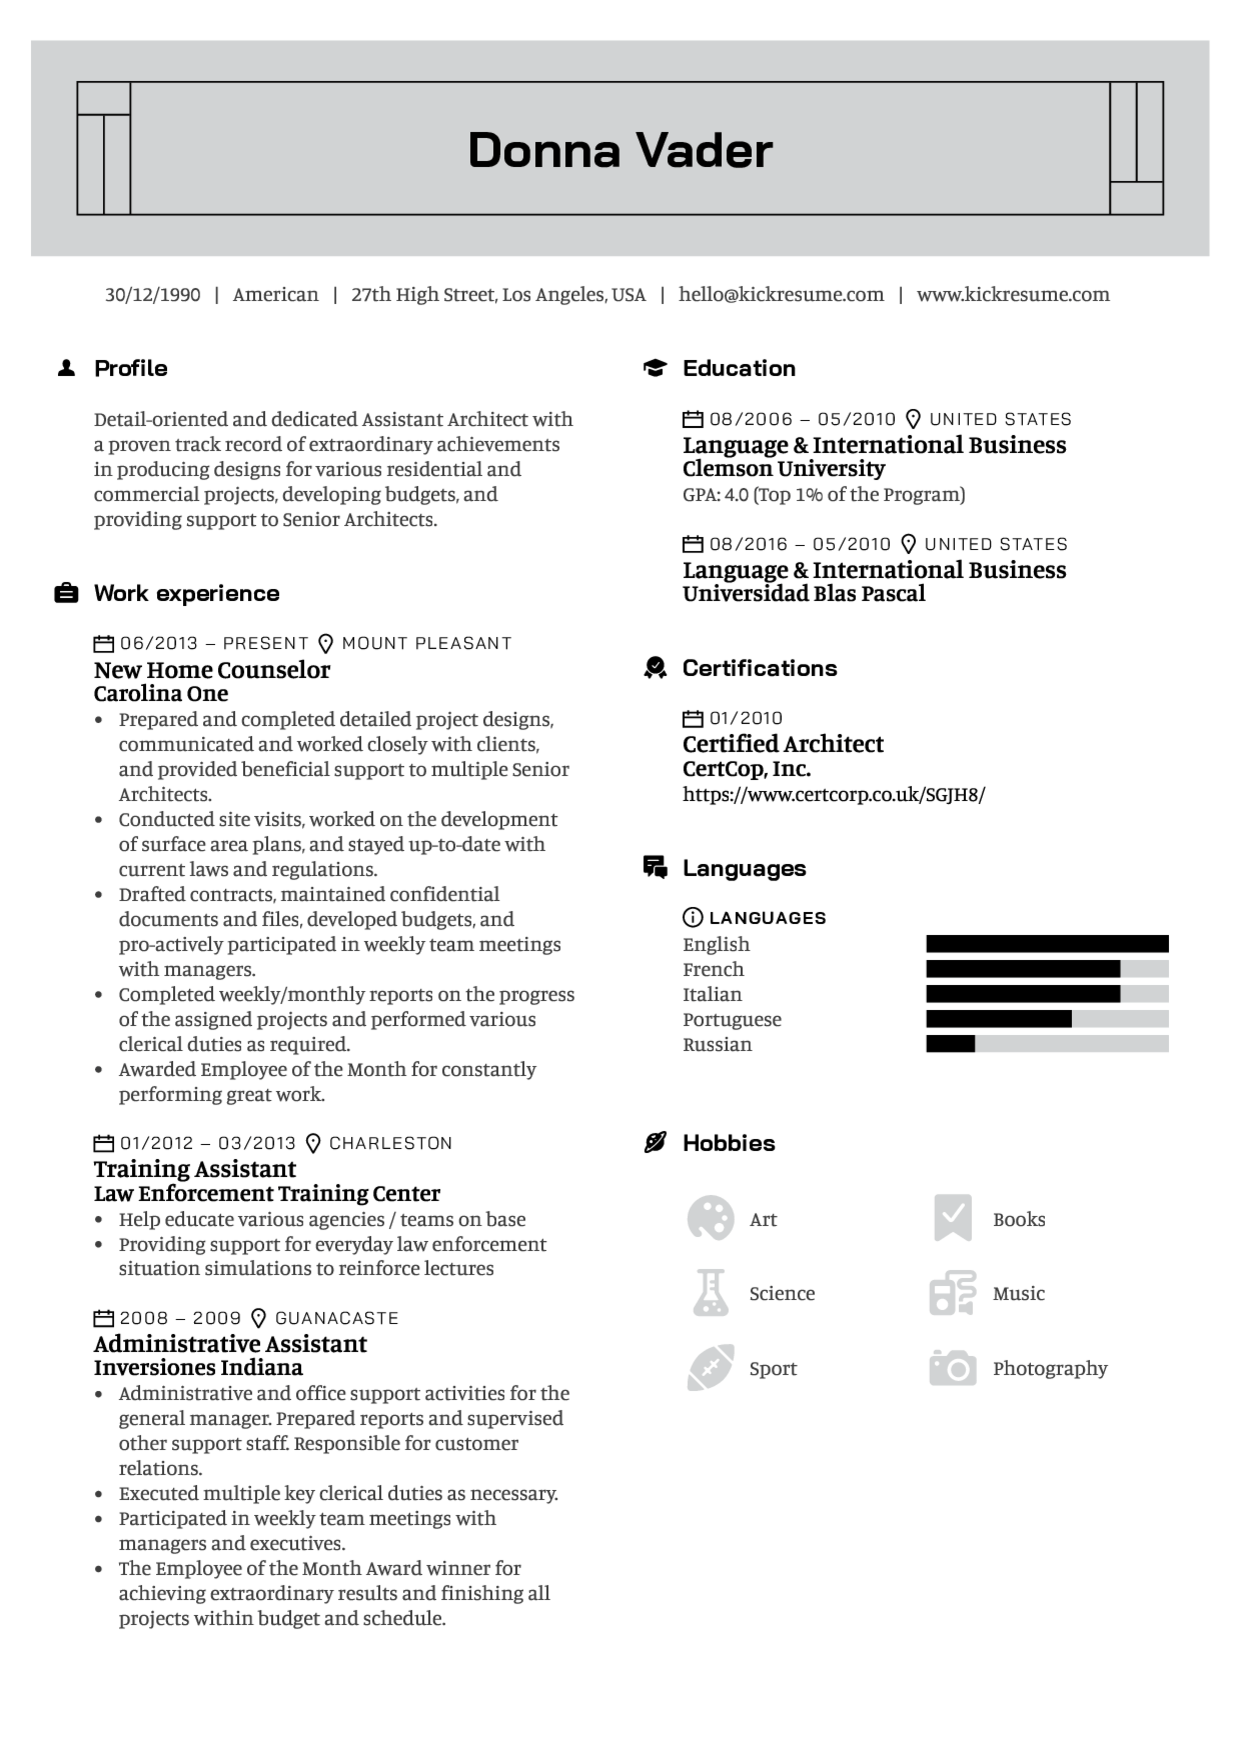 Donna Vader
30/12/1990 | American | 27th High Street, Los Angeles, USA | hello@kickresume.com | www.kickresume.com
Profile
Detail-oriented and dedicated Assistant Architect with
a proven track record of extraordinary achievements
in producing designs for various residential and
commercial projects, developing budgets, and
providing support to Senior Architects.
Work experience
06/2013 – PRESENT MOUNT PLEASANT
New Home Counselor
Carolina One
• Prepared and completed detailed project designs,
communicated and worked closely with clients,
and provided beneficial support to multiple Senior
Architects.
• Conducted site visits, worked on the development
of surface area plans, and stayed up-to-date with
current laws and regulations.
• Drafted contracts, maintained confidential
documents and files, developed budgets, and
pro-actively participated in weekly team meetings
with managers.
• Completed weekly/monthly reports on the progress
of the assigned projects and performed various
clerical duties as required.
• Awarded Employee of the Month for constantly
performing great work.
01/2012 – 03/2013 CHARLESTON
Training Assistant
Law Enforcement Training Center
• Help educate various agencies / teams on base
• Providing support for everyday law enforcement
situation simulations to reinforce lectures
2008 – 2009 GUANACASTE
Administrative Assistant
Inversiones Indiana
• Administrative and office support activities for the
general manager. Prepared reports and supervised
other support staff. Responsible for customer
relations.
• Executed multiple key clerical duties as necessary.
• Participated in weekly team meetings with
managers and executives.
• The Employee of the Month Award winner for
achieving extraordinary results and finishing all
projects within budget and schedule.
Education
08/2006 – 05/2010 UNITED STATES
Language & International Business
Clemson University
GPA: 4.0 (Top 1% of the Program)
08/2016 – 05/2010 UNITED STATES
Language & International Business
Universidad Blas Pascal
Certifications
01/2010
Certified Architect
CertCop, Inc.
https://www.certcorp.co.uk/SGJH8/
Languages
LANGUAGES
English
French
Italian
Portuguese
Russian
Hobbies
Art Books
Science Music
Sport Photography